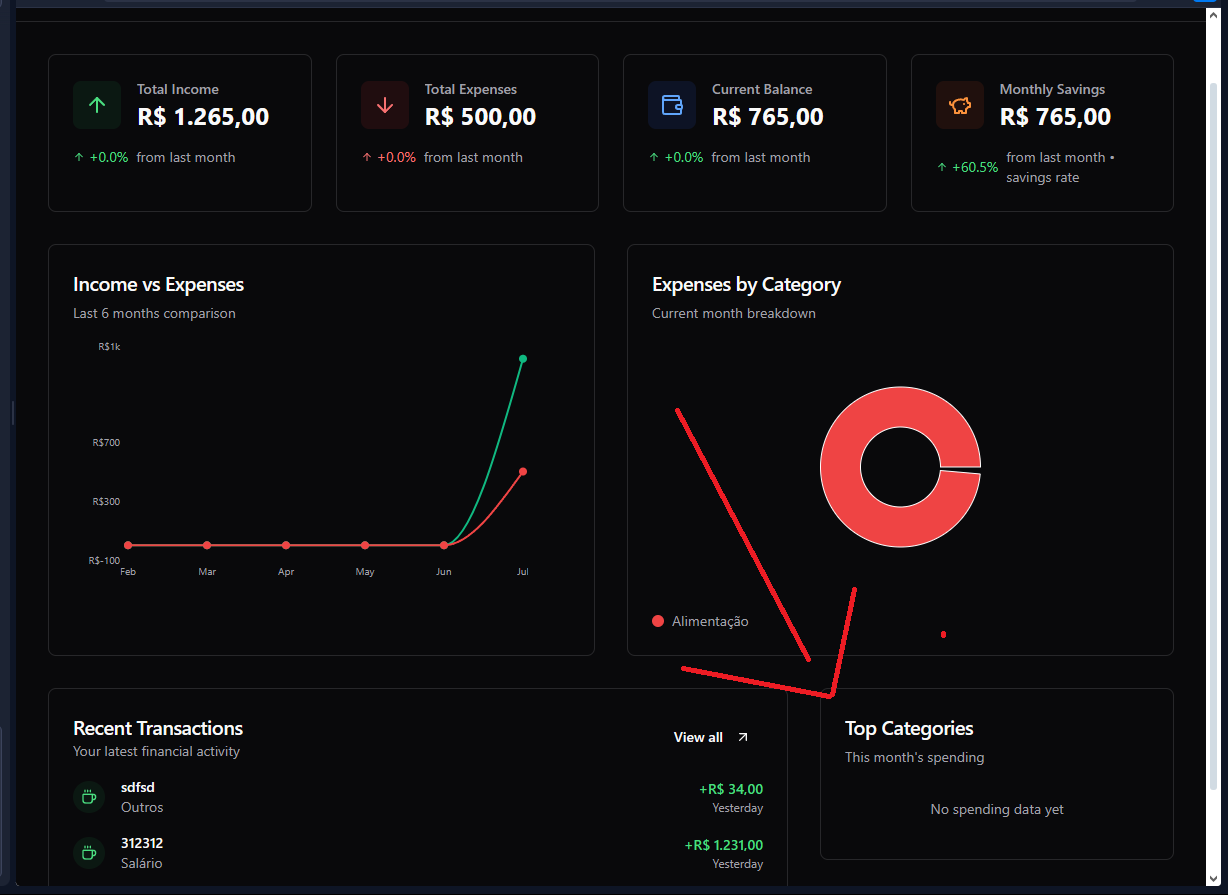 Total Income
R$ 1.265,00
+0.0% from last month
Total Expenses
R$ 500,00
+0.0% from last month
Current Balance
R$ 765,00
+0.0% from last month
Monthly Savings
R$ 765,00
+60.5% from last month •
savings rate
Income vs Expenses
Last 6 months comparison
R$1k
R$700
R$300
R$-100
Feb Mar Apr May Jun Jul
Expenses by Category
Current month breakdown
Alimentação
Recent Transactions
Your latest financial activity
View all
sdfsd
Outros
+R$ 34,00
Yesterday
312312
Salário
+R$ 1.231,00
Yesterday
Top Categories
This month's spending
No spending data yet